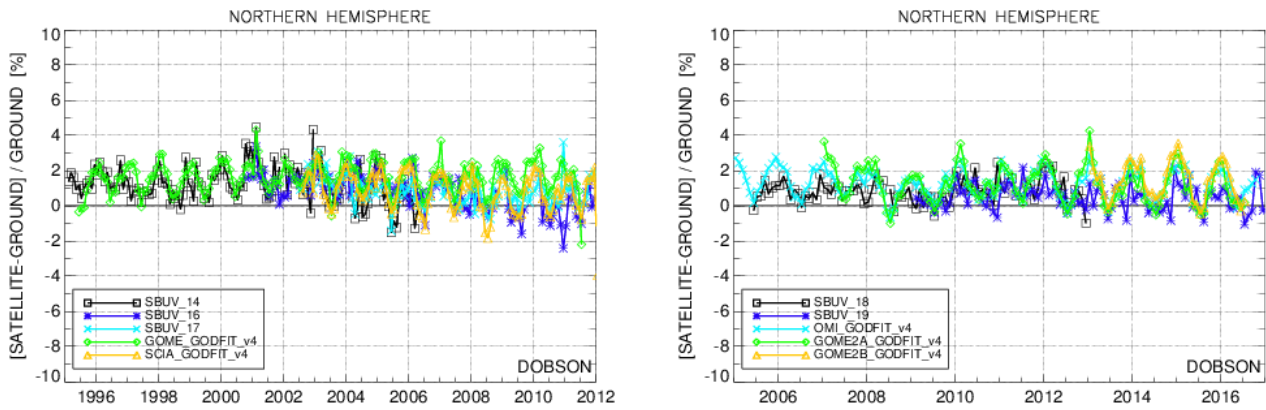 NORTHERN HEMISPHERE
[SATELLITE-GROUND] / GROUND [%]
10
8
6
4
2
0
-2
-4
-6
-8
-10
SBUV_14
SBUV_16
SBUV_17
GOME_GODFIT_v4
SCIA_GODFIT_v4
DOBSON
1996 1998 2000 2002 2004 2006 2008 2010 2012
NORTHERN HEMISPHERE
[SATELLITE-GROUND] / GROUND [%]
10
8
6
4
2
0
-2
-4
-6
-8
-10
SBUV_18
SBUV_19
OMI_GODFIT_v4
GOME2A_GODFIT_v4
GOME2B_GODFIT_v4
DOBSON
2006 2008 2010 2012 2014 2016